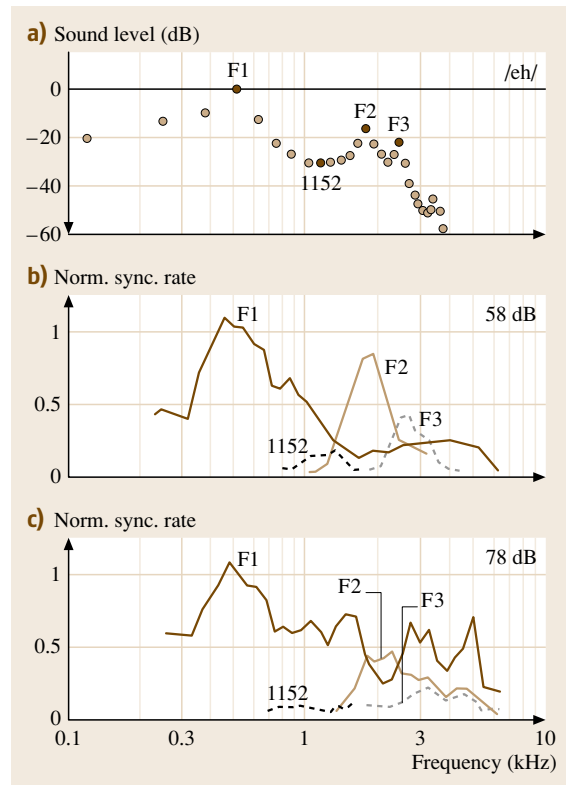 a) Sound level (dB)
/eh/
F1
0
F2
F3
−20
1152
−40
−60
b) Norm. sync. rate
58 dB
F1
1
F2
0.5
F3
1152
0
c) Norm. sync. rate
78 dB
F1
1
F2
F3
0.5
1152
0
0.1
0.3
1
3
10
Frequency (kHz)